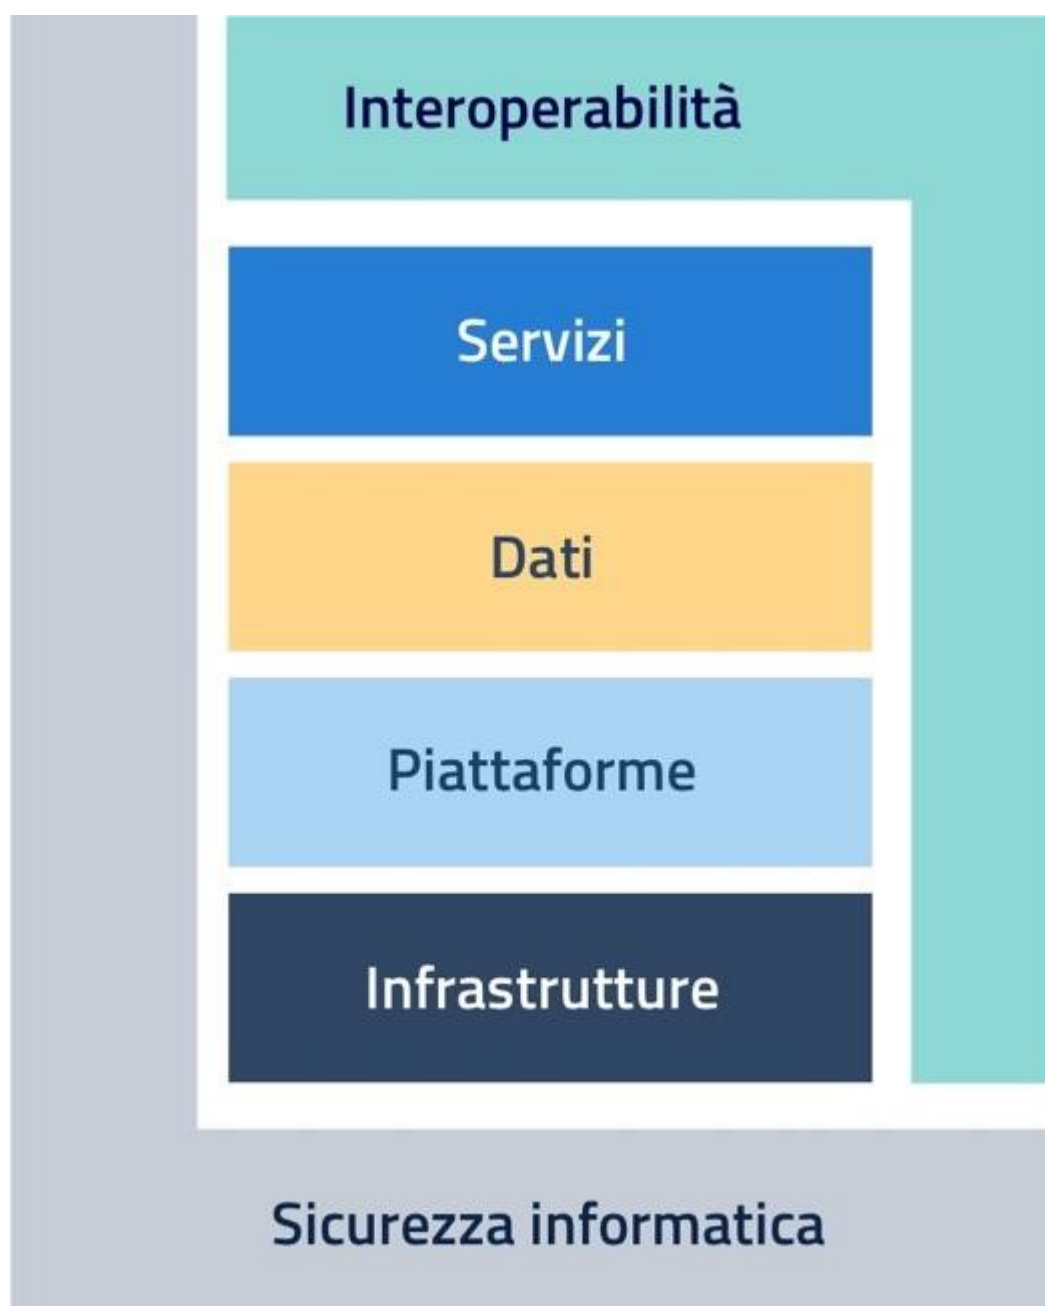 Interoperabilità
Servizi
Dati
Piattaforme
Infrastrutture
Sicurezza informatica